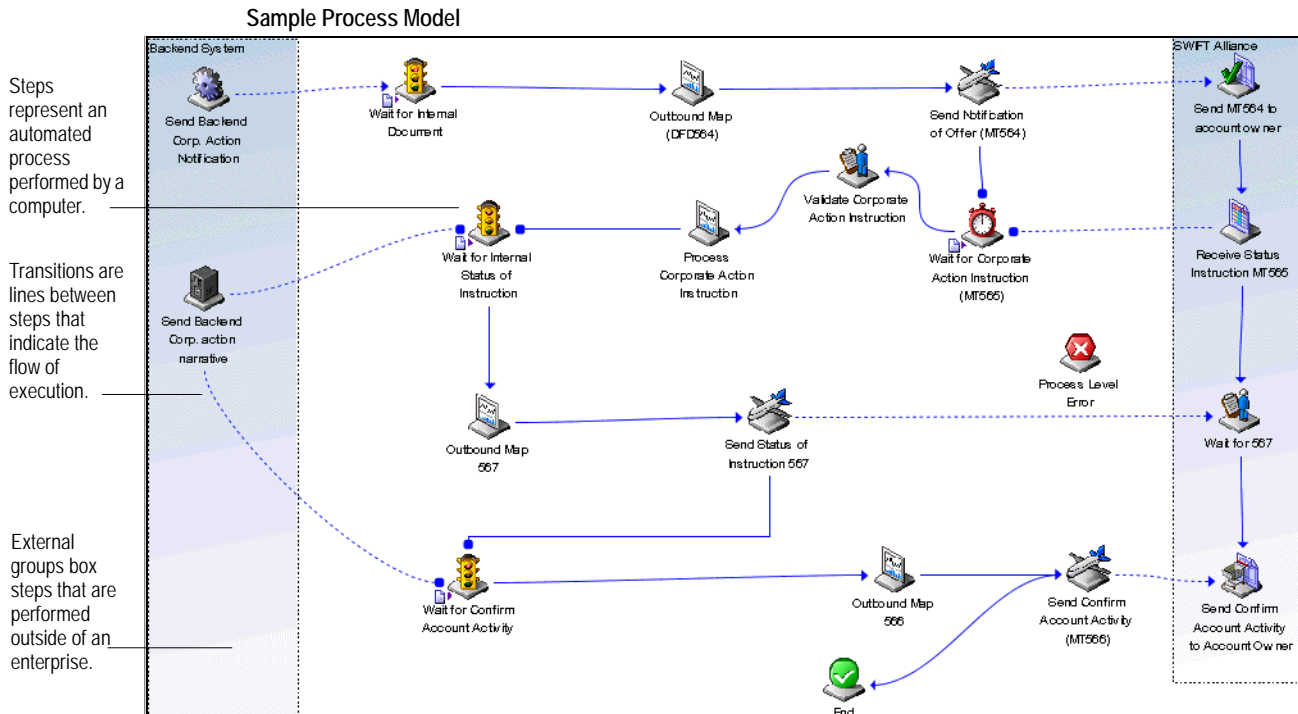 Sample Process Model
Steps
represent an
automated
process
performed by a
computer.
Transitions are
lines between
steps that
indicate the
flow of
execution.
External
groups box
steps that are
performed
outside of an
enterprise.
Backend System
Send Backend
Corp. Action
Notification
Wait for Internal
Document
Outbound Map
(DFD564)
Send Notification
of Offer (MT564)
SWIFT Alliance
Send MT564 to
account owner
Validate Corporate
Action Instruction
Wait for Internal
Status of
Instruction
Process
Corporate Action
Instruction
Wait for Corporate
Action Instruction
(MT565)
Receive Status
Instruction MT565
Send Backend
Corp. action
narrative
Process Level
Error
Outbound Map
567
Send Status of
Instruction 567
Wait for 567
Wait for Confirm
Account Activity
Outbound Map
566
Send Confirm
Account Activity
(MT566)
Send Confirm
Account Activity
to Account Owner
End